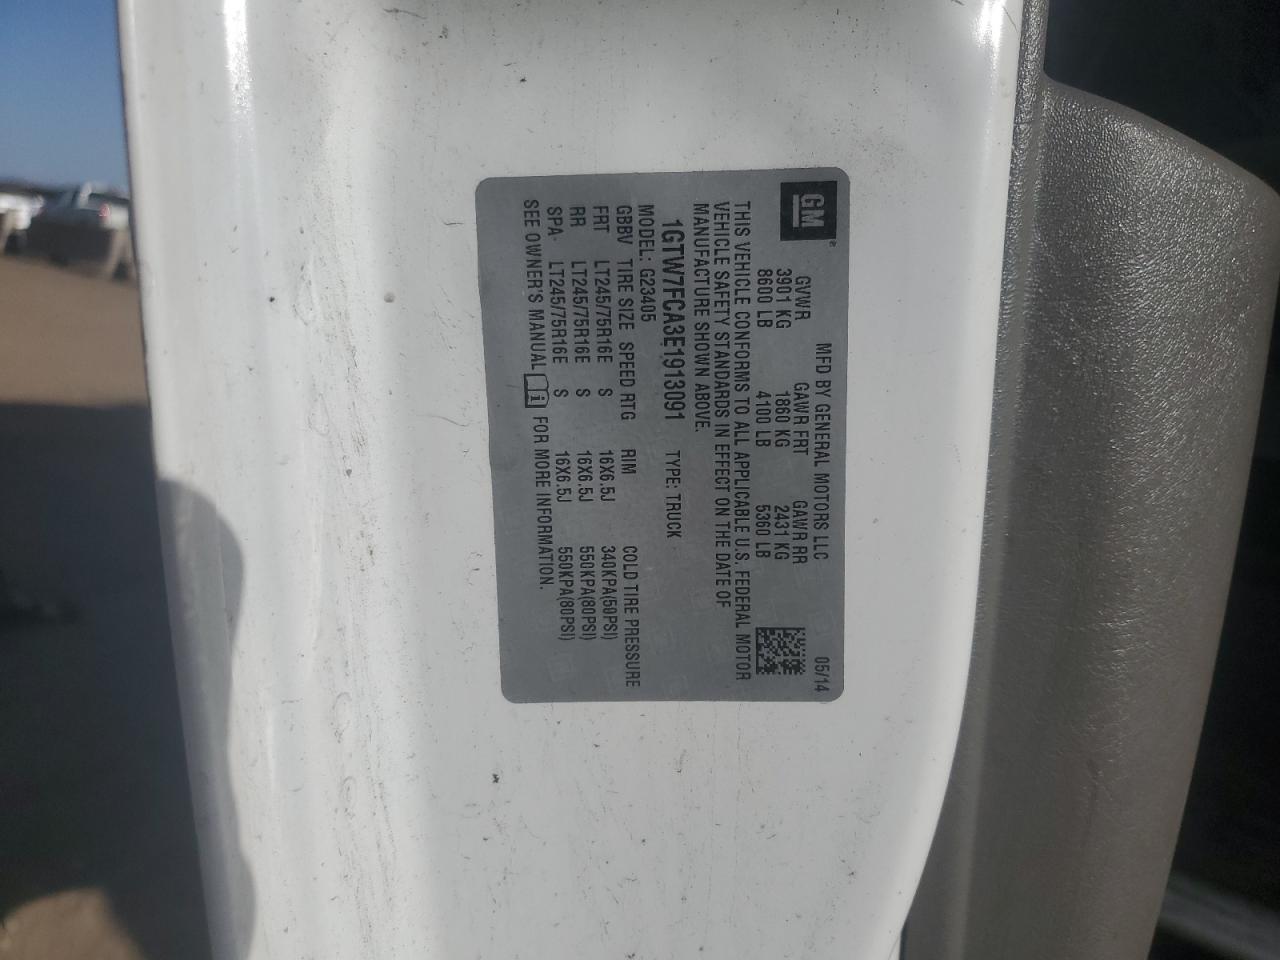 GM
MFD BY GENERAL MOTORS LLC 05/14
GVWR GAWR FRT GAWR RR
3901 KG 1860 KG 2431 KG
8600 LB 4100 LB 5360 LB
THIS VEHICLE CONFORMS TO ALL APPLICABLE U.S. FEDERAL MOTOR
VEHICLE SAFETY STANDARDS IN EFFECT ON THE DATE OF
MANUFACTURE SHOWN ABOVE.
1GTW7FCA3E1913091 TYPE: TRUCK
MODEL: G23405
GBBV TIRE SIZE SPEED RTG RIM COLD TIRE PRESSURE
FRT LT245/75R16E S 16X6.5J 340KPA(50PSI)
RR LT245/75R16E S 16X6.5J 550KPA(80PSI)
SPA LT245/75R16E S 16X6.5J 550KPA(80PSI)
SEE OWNER'S MANUAL i FOR MORE INFORMATION.